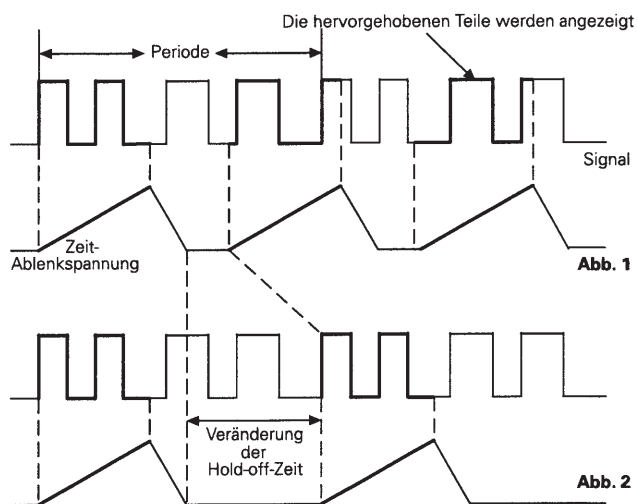 Die hervorgehobenen Teile werden angezeigt
Periode
Signal
Zeit-
Ablenkspannung
Abb. 1
Veränderung
der
Hold-off-Zeit
Abb. 2